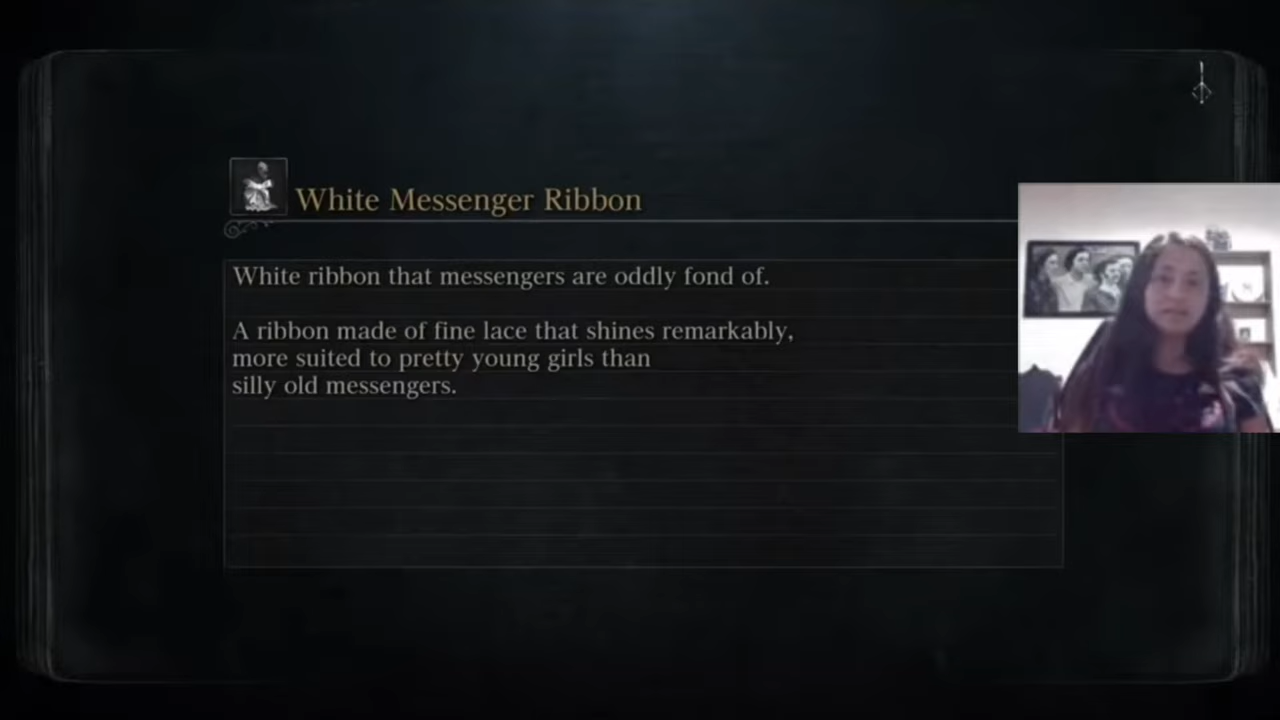 White Messenger Ribbon
White ribbon that messengers are oddly fond of.
A ribbon made of fine lace that shines remarkably,
more suited to pretty young girls than
silly old messengers.